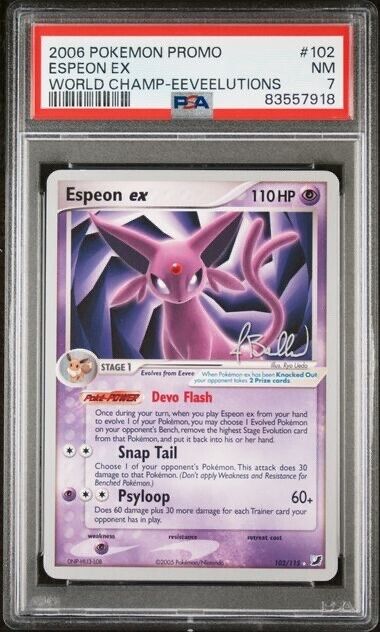 2006 POKEMON PROMO #102
ESPEON EX NM
WORLD CHAMP-EEVEELUTIONS 7
PSA 83557918
Espeon ex 110 HP
Illus. Ryo Ueda
STAGE 1
Evolves from Eevee
When Pokémon-ex has been Knocked Out,
your opponent takes 2 Prize cards.
Poké-POWER Devo Flash
Once during your turn, when you play Espeon ex from your hand
to evolve 1 of your Pokémon, you may choose 1 Evolved Pokémon
on your opponent's Bench, remove the highest Stage Evolution card
from that Pokémon, and put it back into his or her hand.
Snap Tail
Choose 1 of your opponent's Pokémon. This attack does 30
damage to that Pokémon. (Don't apply Weakness and Resistance for
Benched Pokémon.)
Psyloop 60+
Does 60 damage plus 30 more damage for each Trainer card your
opponent has in play.
weakness resistance retreat cost
©2005 Pokémon/Nintendo
102/115